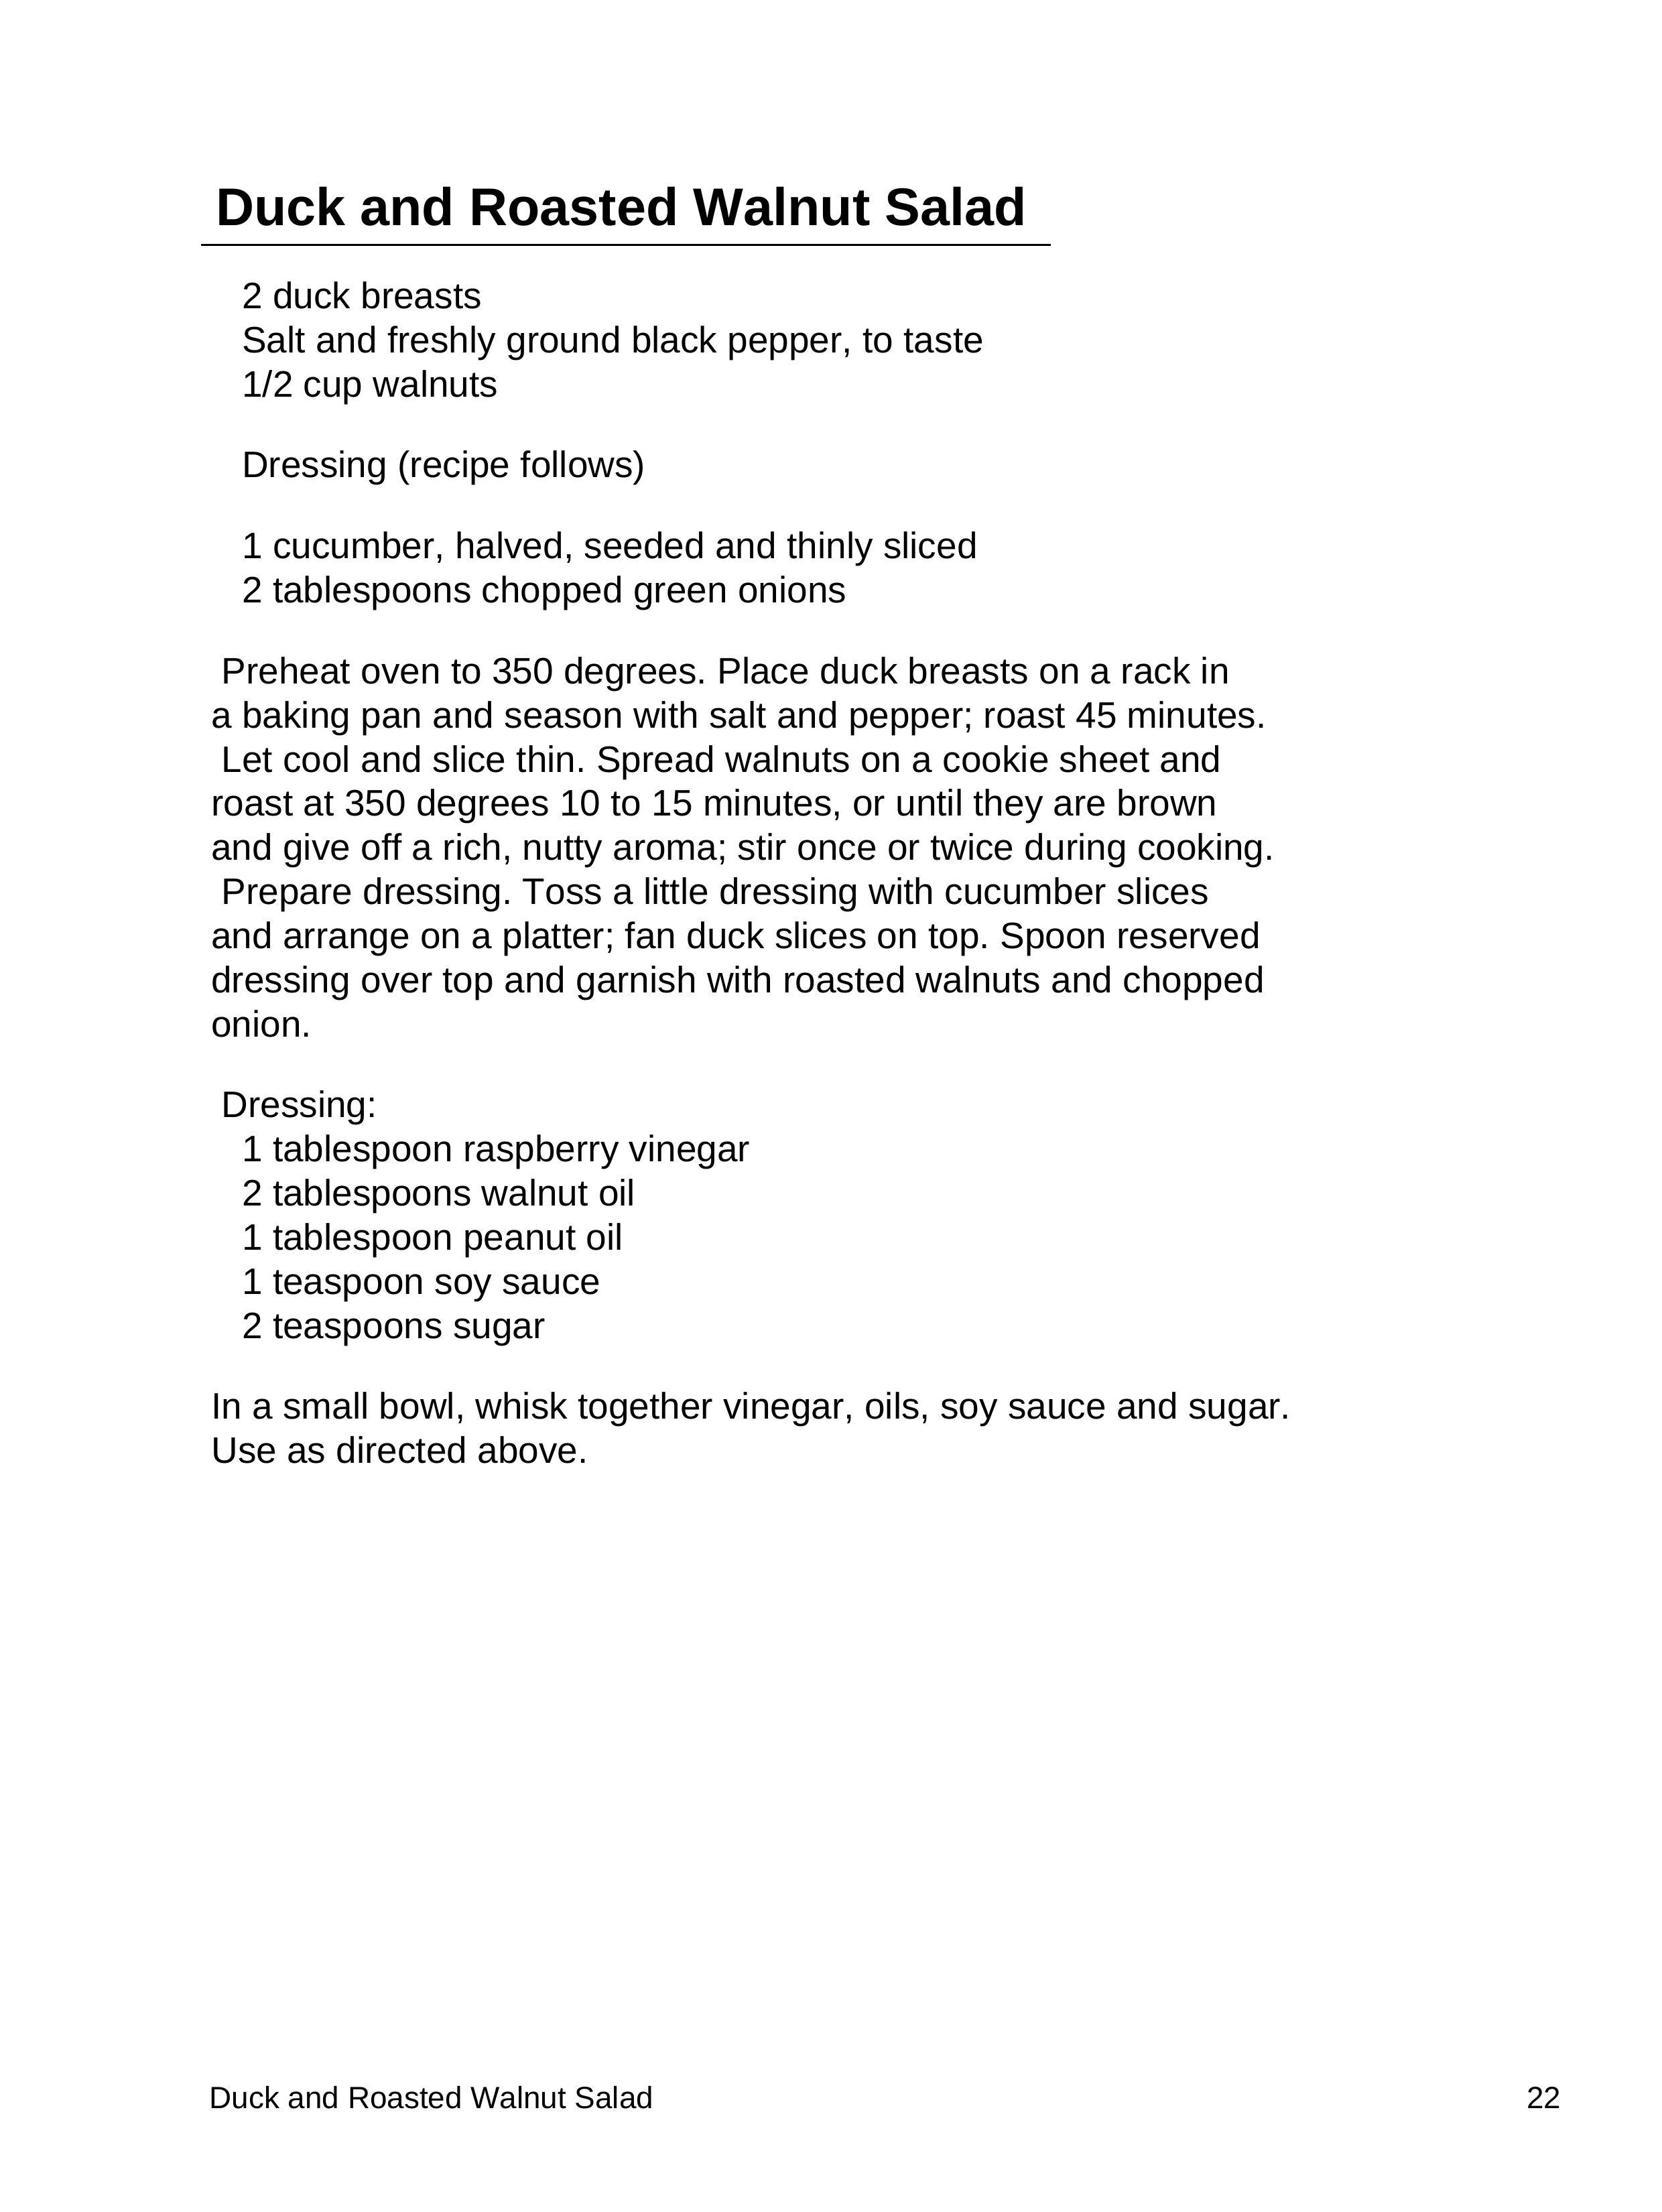 Duck and Roasted Walnut Salad
2 duck breasts
Salt and freshly ground black pepper, to taste
1/2 cup walnuts
Dressing (recipe follows)
1 cucumber, halved, seeded and thinly sliced
2 tablespoons chopped green onions
Preheat oven to 350 degrees. Place duck breasts on a rack in
a baking pan and season with salt and pepper; roast 45 minutes.
Let cool and slice thin. Spread walnuts on a cookie sheet and
roast at 350 degrees 10 to 15 minutes, or until they are brown
and give off a rich, nutty aroma; stir once or twice during cooking.
Prepare dressing. Toss a little dressing with cucumber slices
and arrange on a platter; fan duck slices on top. Spoon reserved
dressing over top and garnish with roasted walnuts and chopped
onion.
Dressing:
1 tablespoon raspberry vinegar
2 tablespoons walnut oil
1 tablespoon peanut oil
1 teaspoon soy sauce
2 teaspoons sugar
In a small bowl, whisk together vinegar, oils, soy sauce and sugar.
Use as directed above.
Duck and Roasted Walnut Salad 22